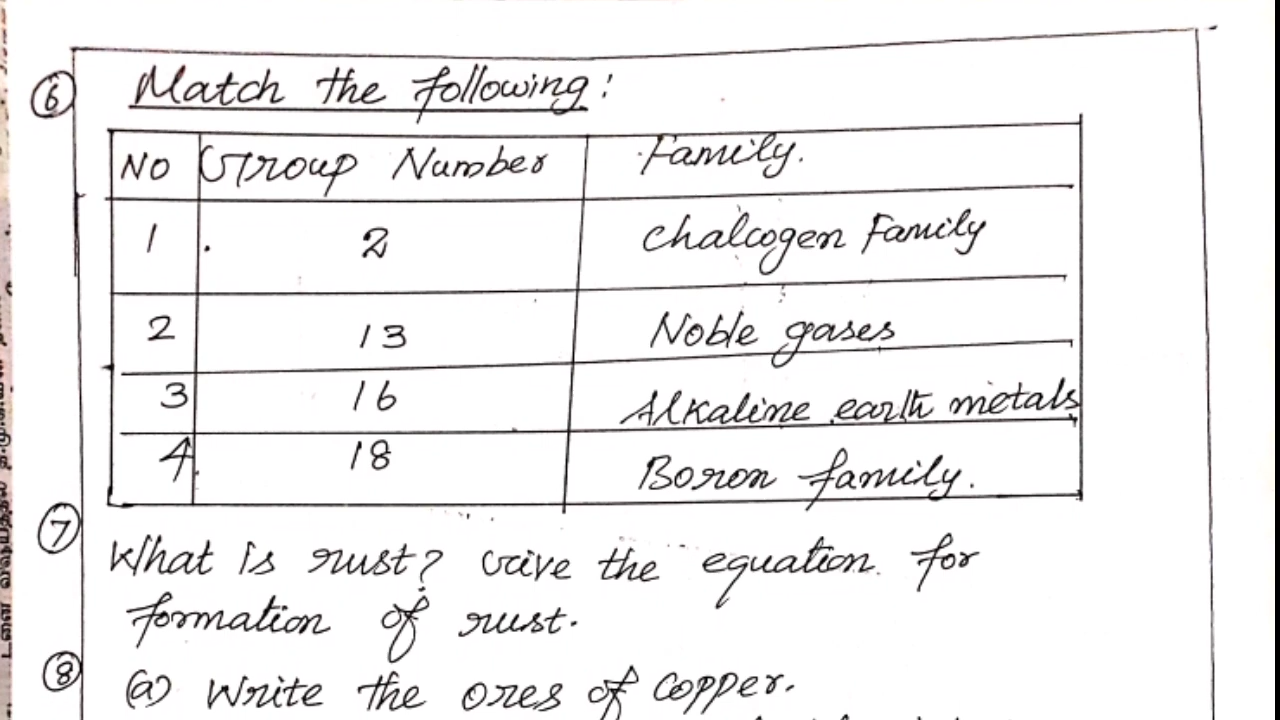 6 Match the following:
NO Group Number Family.
1 2 Chalcogen Family
2 13 Noble gases
3 16 Alkaline earth metals
4 18 Boron family.
7 What is rust? Give the equation for
formation of rust.
8 (a) Write the ores of copper.